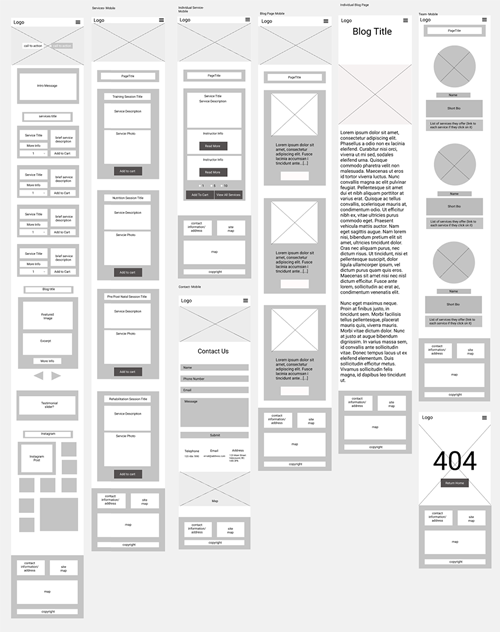 Logo
call to action
Intro Message
services title
Service Title
brief service description
More Info
1
Add to Cart
Service Title
brief service description
More Info
1
Add to Cart
Service Title
brief service description
More Info
1
Add to Cart
Service Title
brief service description
More Info
1
Add to Cart
Blog title
Featured
Image
Excerpt
More Info
Testimonial
Instagram
Instagram
Post
contact
information/
address
site
map
map
copyright
Services- Mobile
Logo
PageTitle
Training Session Title
Service Description
Service Photo
Add to cart
Nutrition Session Title
Service Description
Service Photo
Add to cart
Pre/Post Natal Session Title
Service Description
Service Photo
Add to cart
Rehabilitation Session Title
Service Description
Service Photo
Add to cart
contact
information/
address
site
map
map
copyright
Individual Service
Mobile
Logo
PageTitle
Service Title
Service Description
Instructor Info
Read More
Instructor Info
Read More
Add To Cart
View All Services
contact
information/
address
site
map
map
copyright
Contact- Mobile
Logo
Contact Us
Name
Phone Number
Email
Message
Submit
Telephone
Email
Address
Map
contact
information/
address
site
map
map
copyright
Blog Page-Mobile
Logo
PageTitle
Lorem ipsum dolor sit
amet, consectetur
adipiscing elit. Fusce
lacinia dictum
tincidunt ante. [...]
Lorem ipsum dolor sit
amet, consectetur
adipiscing elit. Fusce
lacinia dictum
tincidunt ante. [...]
Lorem ipsum dolor sit
amet, consectetur
adipiscing elit. Fusce
lacinia dictum
tincidunt ante. [...]
contact
information/
address
site
map
map
copyright
Individual Blog Page
Logo
Blog Title
Lorem ipsum dolor sit amet,
consectetur adipiscing elit.
Phasellus a odio non ex lacinia
hendrerit. Curabitur nisi orci,
viverra ut mi sed, sodales
elementum urna. Quisque
commodo pharetra velit non
malesuada. Maecenas ut eros
id tortor viverra luctus. Nunc
convallis magna ac elit pulvinar
feugiat. Pellentesque sit amet
dui et nibh aliquam porttitor at
varius erat. Quisque ac tellus
convallis, scelerisque mauris at,
condimentum odio. Ut efficitur
nibh ex, vitae ultricies purus
convallis eget. Praesent
vehicula mattis auctor. Nam
eget sagittis augue. Nam lorem
nisi, bibendum pretium elit sit
amet, ultricies tincidunt dolor.
Cras nec aliquam purus, nec
dictum risus. Ut tincidunt, mi et
pellentesque suscipit, dolor
ligula ullamcorper ipsum, vel
dictum purus quam quis eros.
Maecenas sit amet nisi nec nisl
consectetur dapibus. Integer
ante lorem, sollicitudin ac erat ac,
condimentum venenatis elit.
Nunc eget maximus neque.
Proin at finibus justo, in
tincidunt sem. Morbi facilisis
tellus pellentesque, placerat
mauris quis, viverra mauris.
Morbi vitae dictum dolor. Nunc
at justo at augue bibendum
dignissim. In varius massa sem,
id convallis ante sollicitudin
vitae. Donec tempus lacus ut ex
eleifend elementum. Duis
sollicitudin efficitur felis
magna, id dapibus leo tincidunt
ut.
contact
information/
address
site
map
map
copyright
Team- Mobile
Logo
PageTitle
Name
Short Bio
List of services they offer (link to
each service if they click on it)
Name
Short Bio
List of services they offer (link to
each service if they click on it)
Name
Short Bio
List of services they offer (link to
each service if they click on it)
contact
information/
address
site
map
map
copyright
Logo
404
Return Home
contact
information/
address
site
map
map
copyright